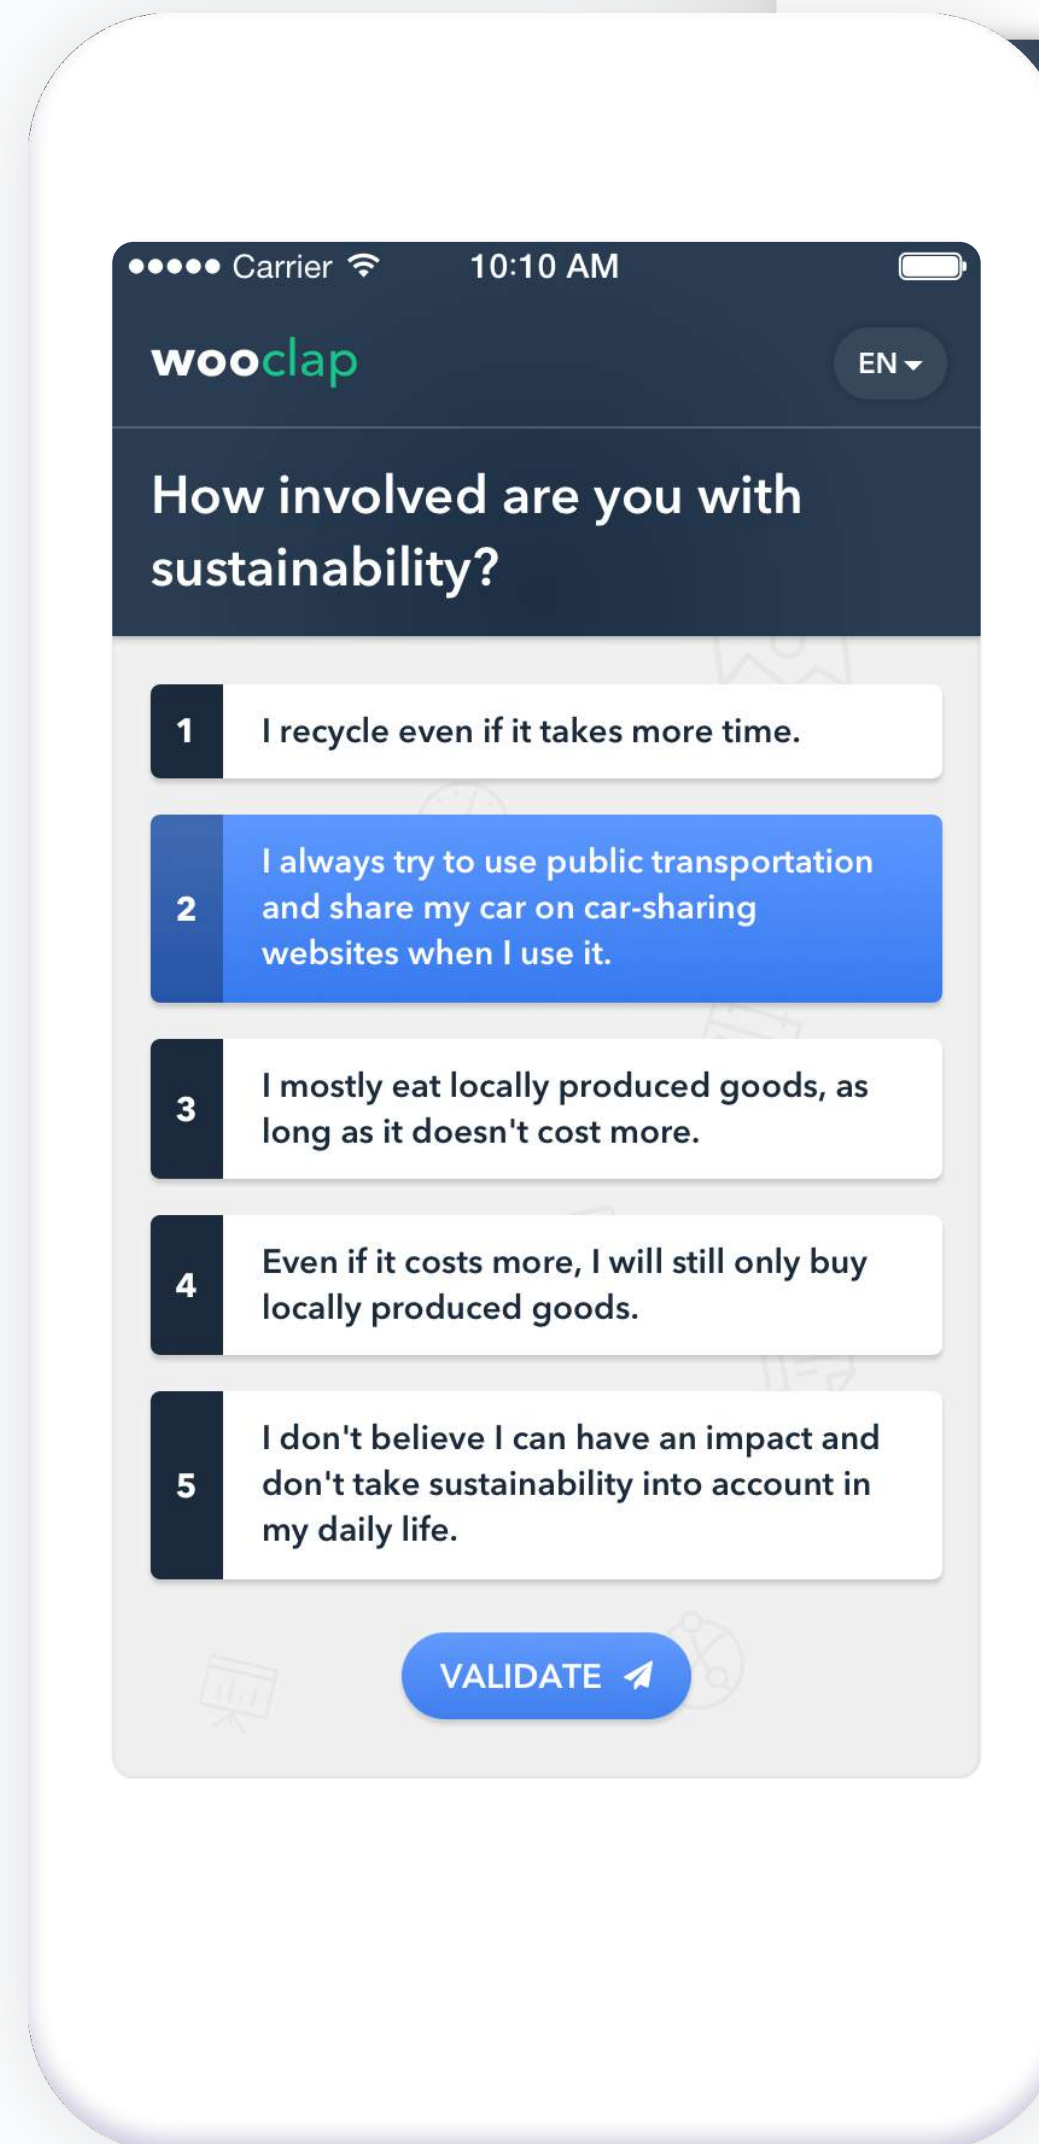 Carrier 10:10 AM
wooclap EN
How involved are you with
sustainability?
1 I recycle even if it takes more time.
2 I always try to use public transportation
and share my car on car-sharing
websites when I use it.
3 I mostly eat locally produced goods, as
long as it doesn't cost more.
4 Even if it costs more, I will still only buy
locally produced goods.
5 I don't believe I can have an impact and
don't take sustainability into account in
my daily life.
VALIDATE